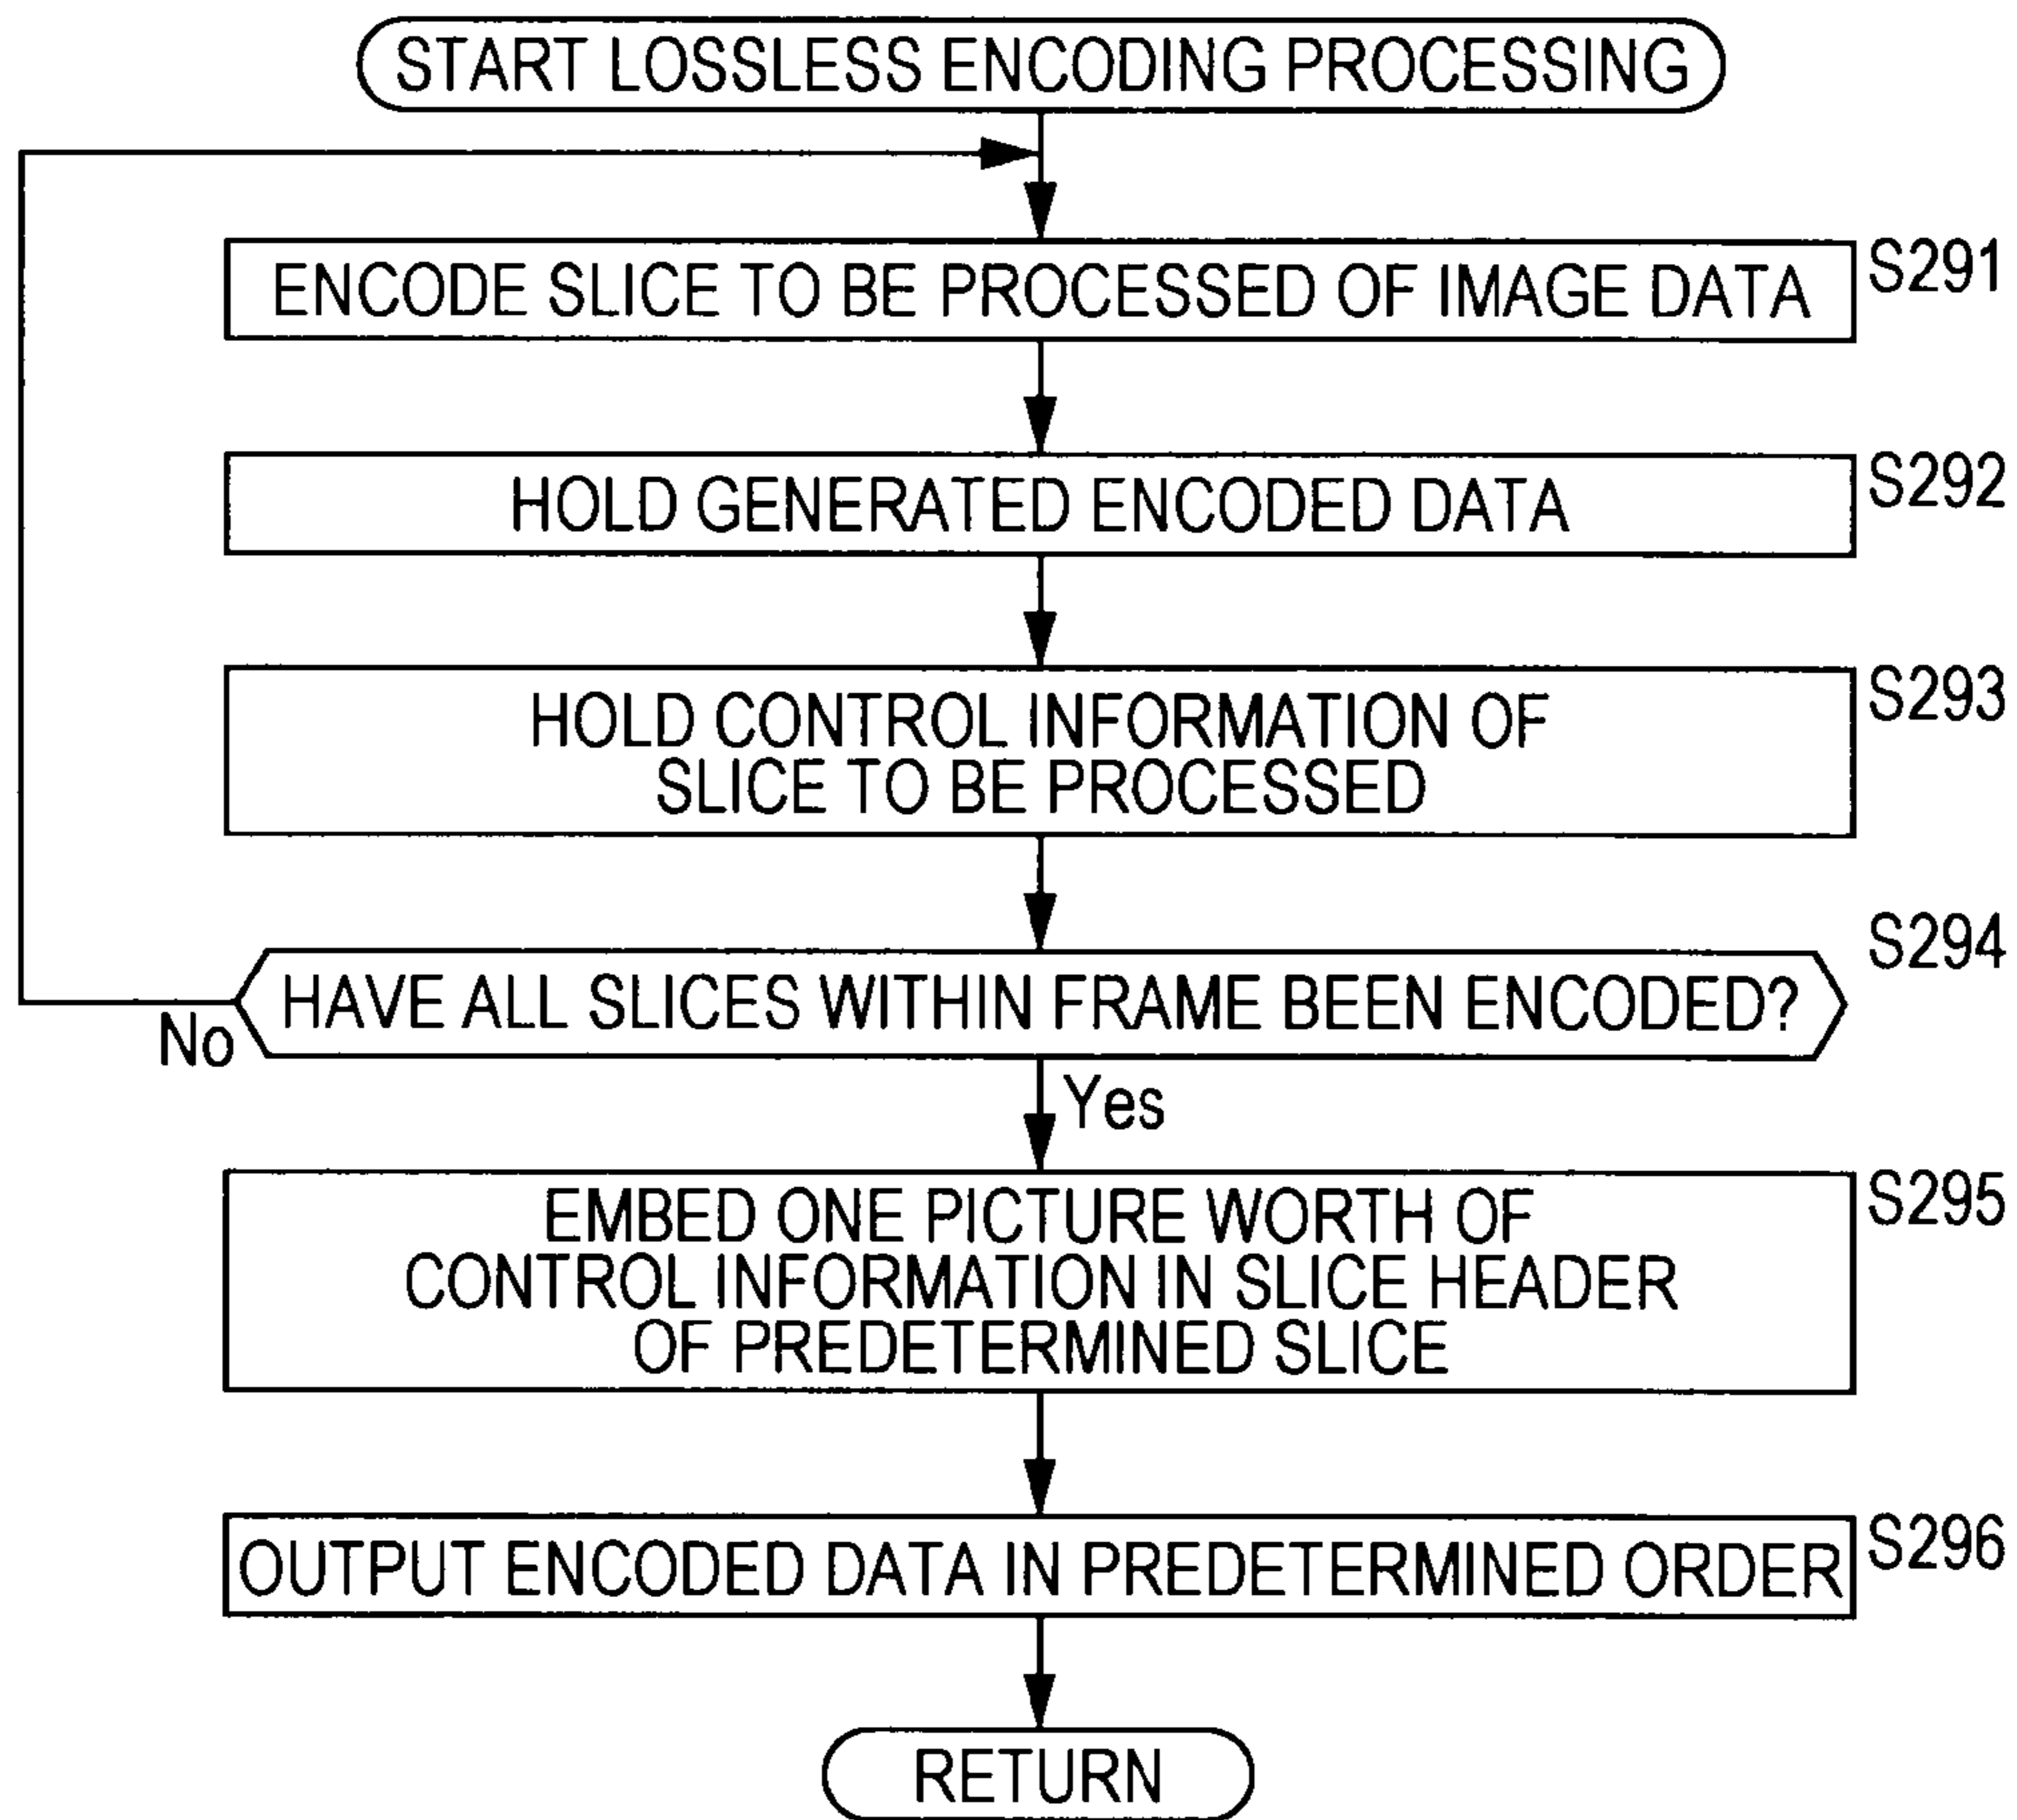 START LOSSLESS ENCODING PROCESSING
ENCODE SLICE TO BE PROCESSED OF IMAGE DATA
S291
HOLD GENERATED ENCODED DATA
S292
HOLD CONTROL INFORMATION OF
SLICE TO BE PROCESSED
S293
HAVE ALL SLICES WITHIN FRAME BEEN ENCODED?
S294
No
Yes
EMBED ONE PICTURE WORTH OF
CONTROL INFORMATION IN SLICE HEADER
OF PREDETERMINED SLICE
S295
OUTPUT ENCODED DATA IN PREDETERMINED ORDER
S296
RETURN